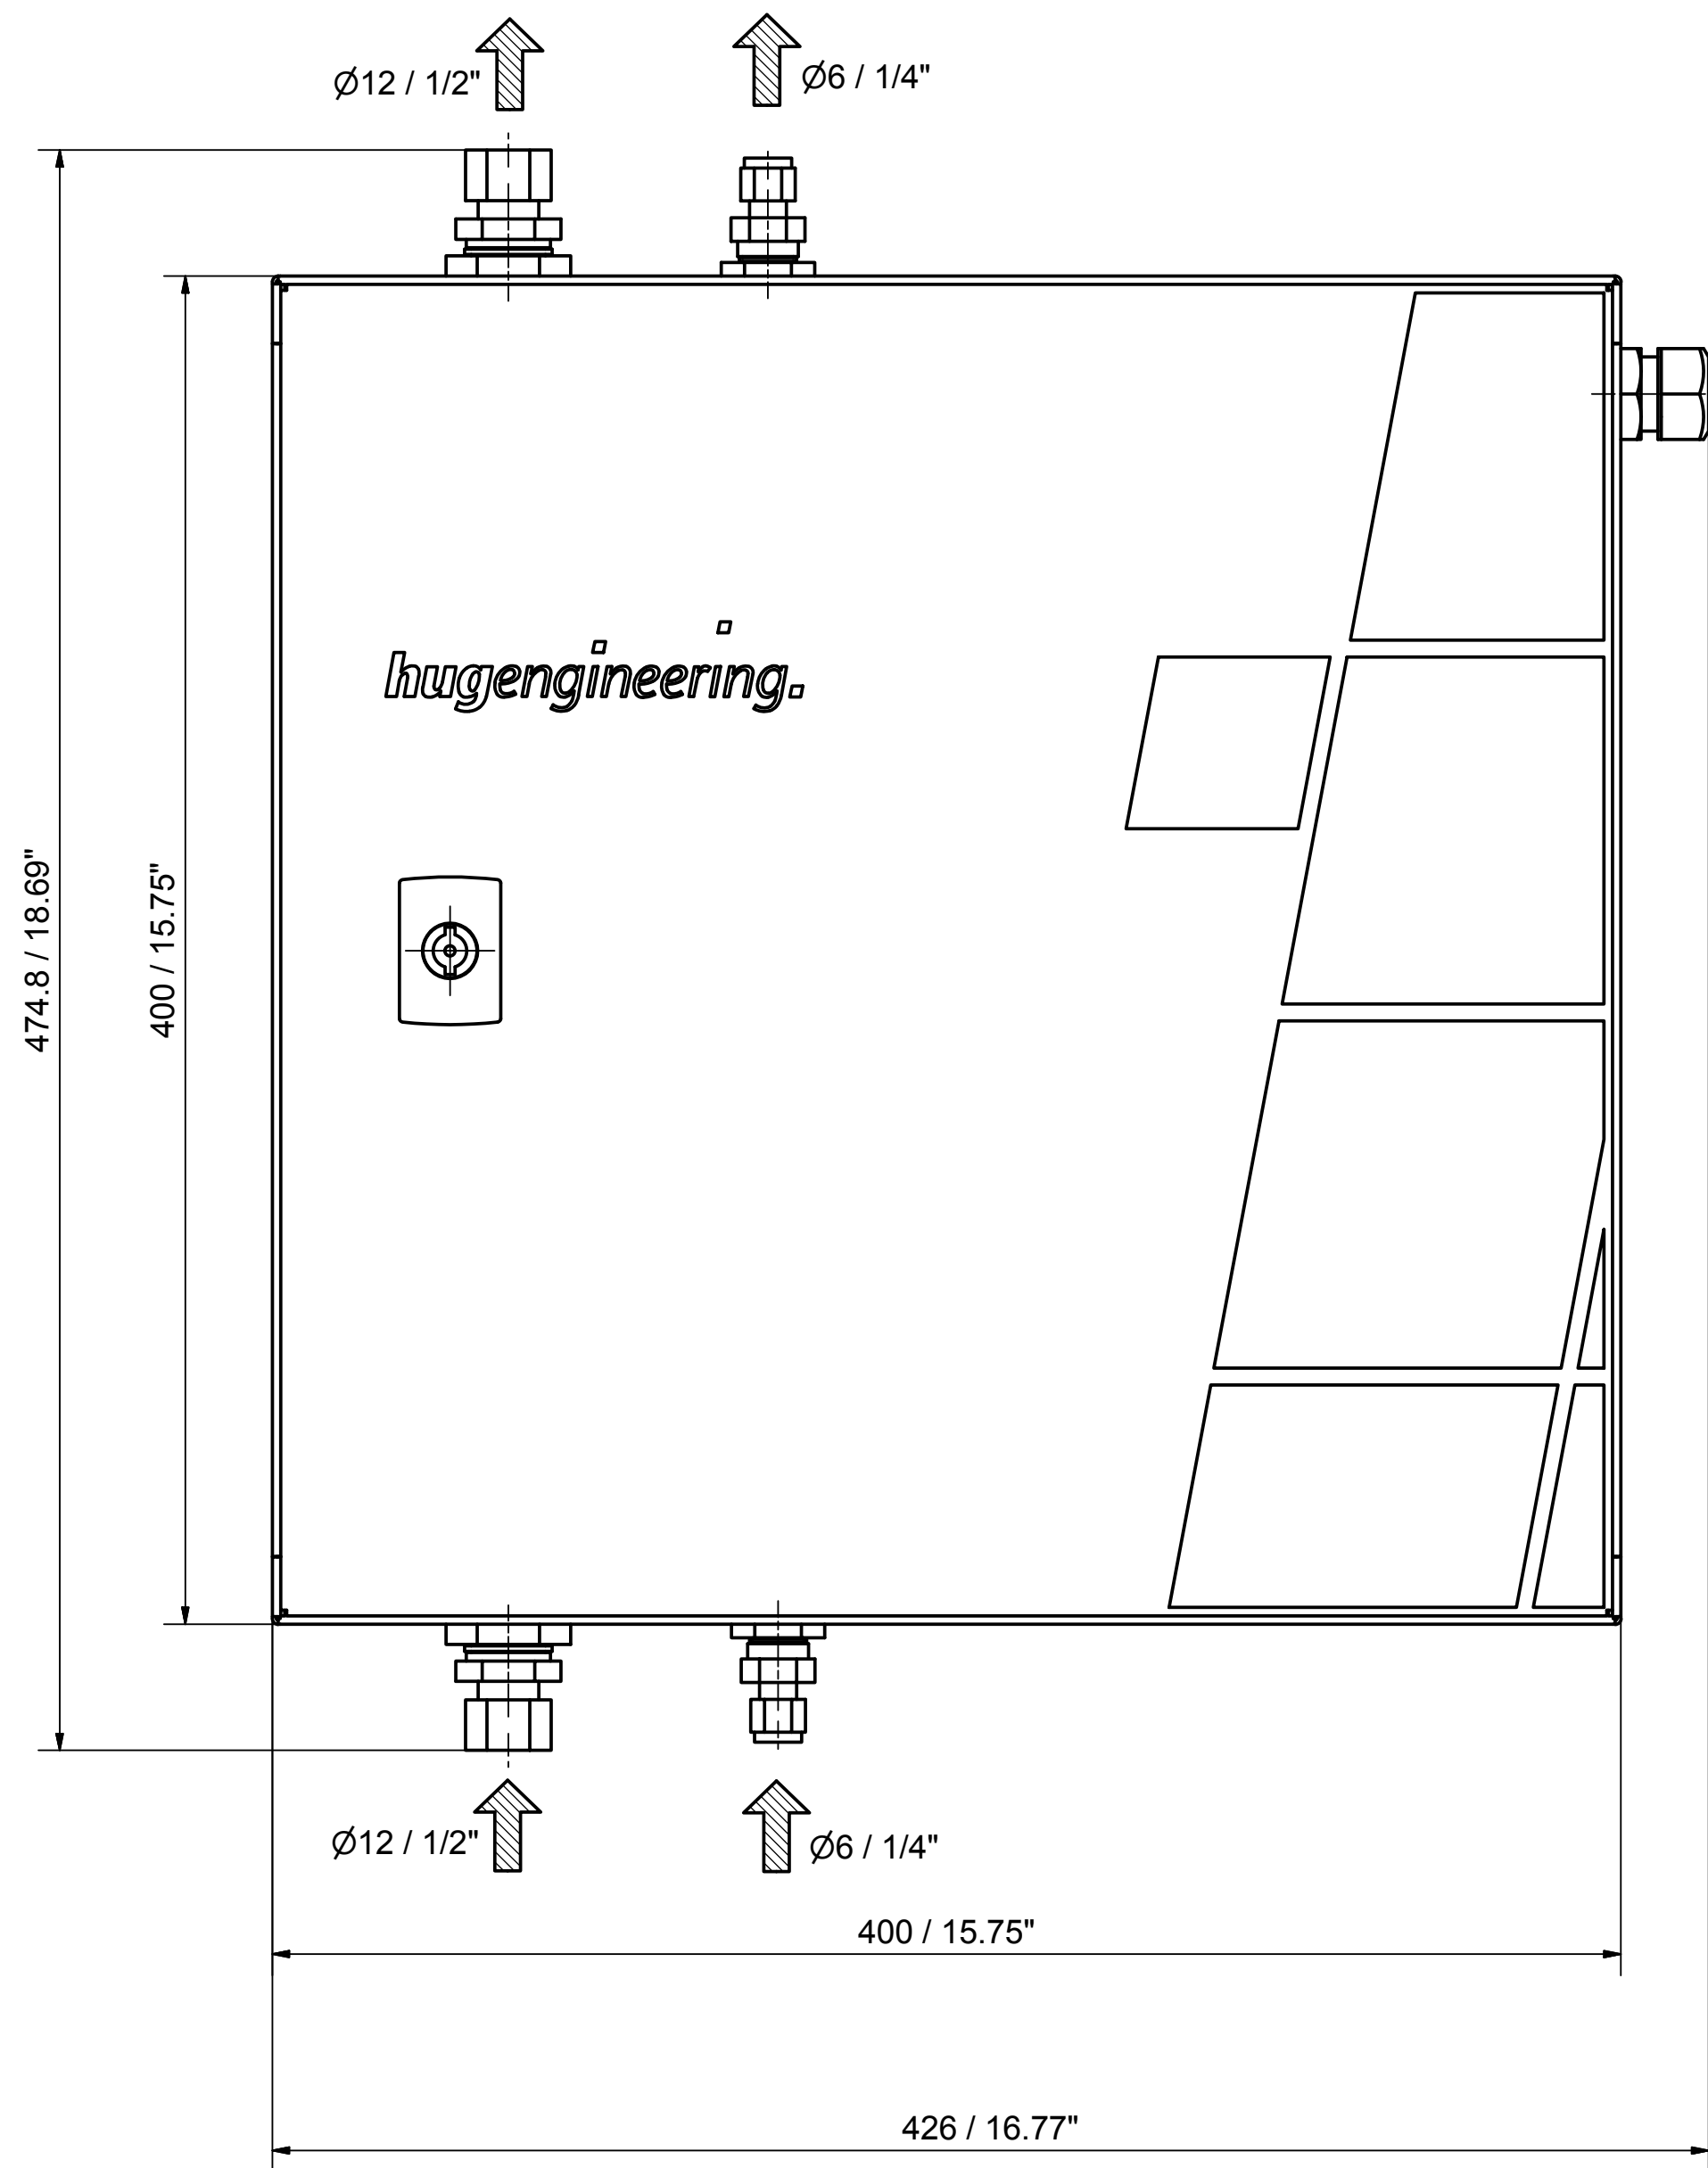 Ø12 / 1/2"
Ø6 / 1/4"
hugengineering.
474.8 / 18.69"
400 / 15.75"
Ø12 / 1/2"
Ø6 / 1/4"
400 / 15.75"
426 / 16.77"